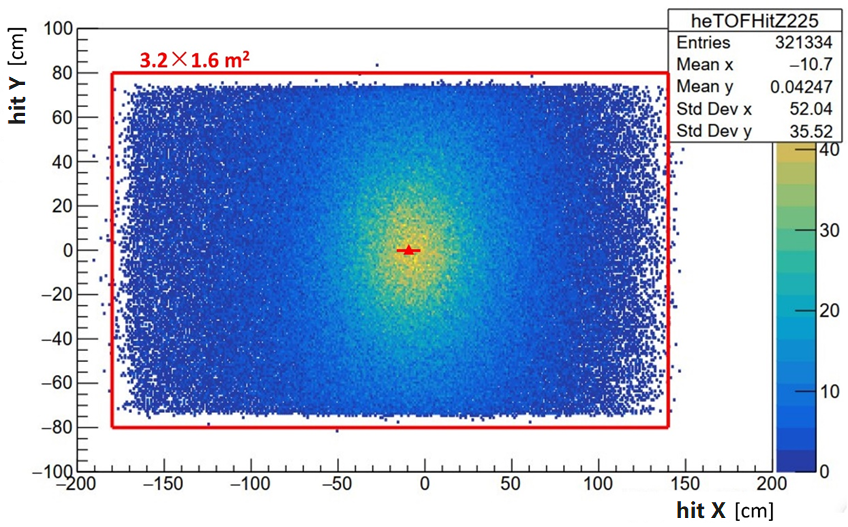 heTOFHitZ225
Entries 321334
Mean x −10.7
Mean y 0.04247
Std Dev x 52.04
Std Dev y 35.52
3.2×1.6 m²
hit Y [cm]
100
80
60
40
20
0
−20
−40
−60
−80
−100
−200 −150 −100 −50 0 50 100 150 200
hit X [cm]
40
30
20
10
0